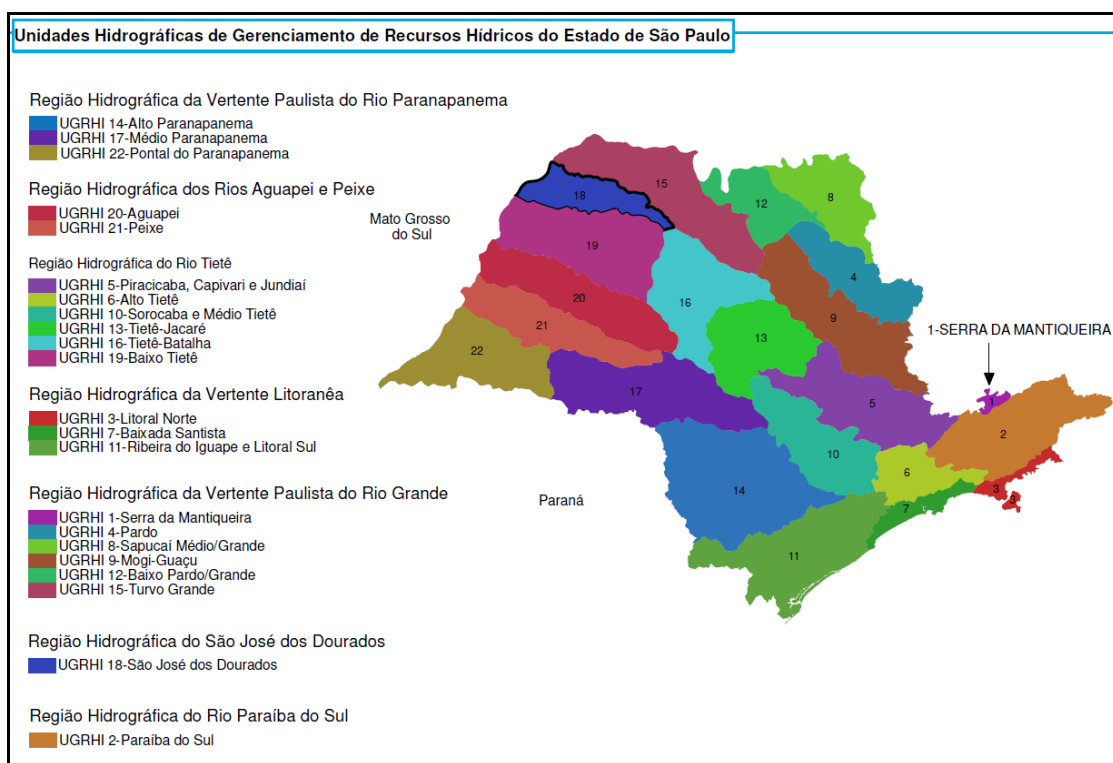 Unidades Hidrográficas de Gerenciamento de Recursos Hídricos do Estado de São Paulo
Região Hidrográfica da Vertente Paulista do Rio Paranapanema
UGRHI 14-Alto Paranapanema
UGRHI 17-Médio Paranapanema
UGRHI 22-Pontal do Paranapanema
Região Hidrográfica dos Rios Aguapei e Peixe
UGRHI 20-Aguapei
UGRHI 21-Peixe
Região Hidrográfica do Rio Tietê
UGRHI 5-Piracicaba, Capivari e Jundiaí
UGRHI 6-Alto Tietê
UGRHI 10-Sorocaba e Médio Tietê
UGRHI 13-Tietê-Jacaré
UGRHI 16-Tietê-Batalha
UGRHI 19-Baixo Tietê
Região Hidrográfica da Vertente Litoranêa
UGRHI 3-Litoral Norte
UGRHI 7-Baixada Santista
UGRHI 11-Ribeira do Iguape e Litoral Sul
Região Hidrográfica da Vertente Paulista do Rio Grande
UGRHI 1-Serra da Mantiqueira
UGRHI 4-Pardo
UGRHI 8-Sapucaí Médio/Grande
UGRHI 9-Mogi-Guaçu
UGRHI 12-Baixo Pardo/Grande
UGRHI 15-Turvo Grande
Região Hidrográfica do São José dos Dourados
UGRHI 18-São José dos Dourados
Região Hidrográfica do Rio Paraíba do Sul
UGRHI 2-Paraíba do Sul
Mato Grosso
do Sul
Paraná
1-SERRA DA MANTIQUEIRA
15
18
8
12
19
4
20
16
9
21
13
22
17
1
5
2
10
6
14
3
3
7
11